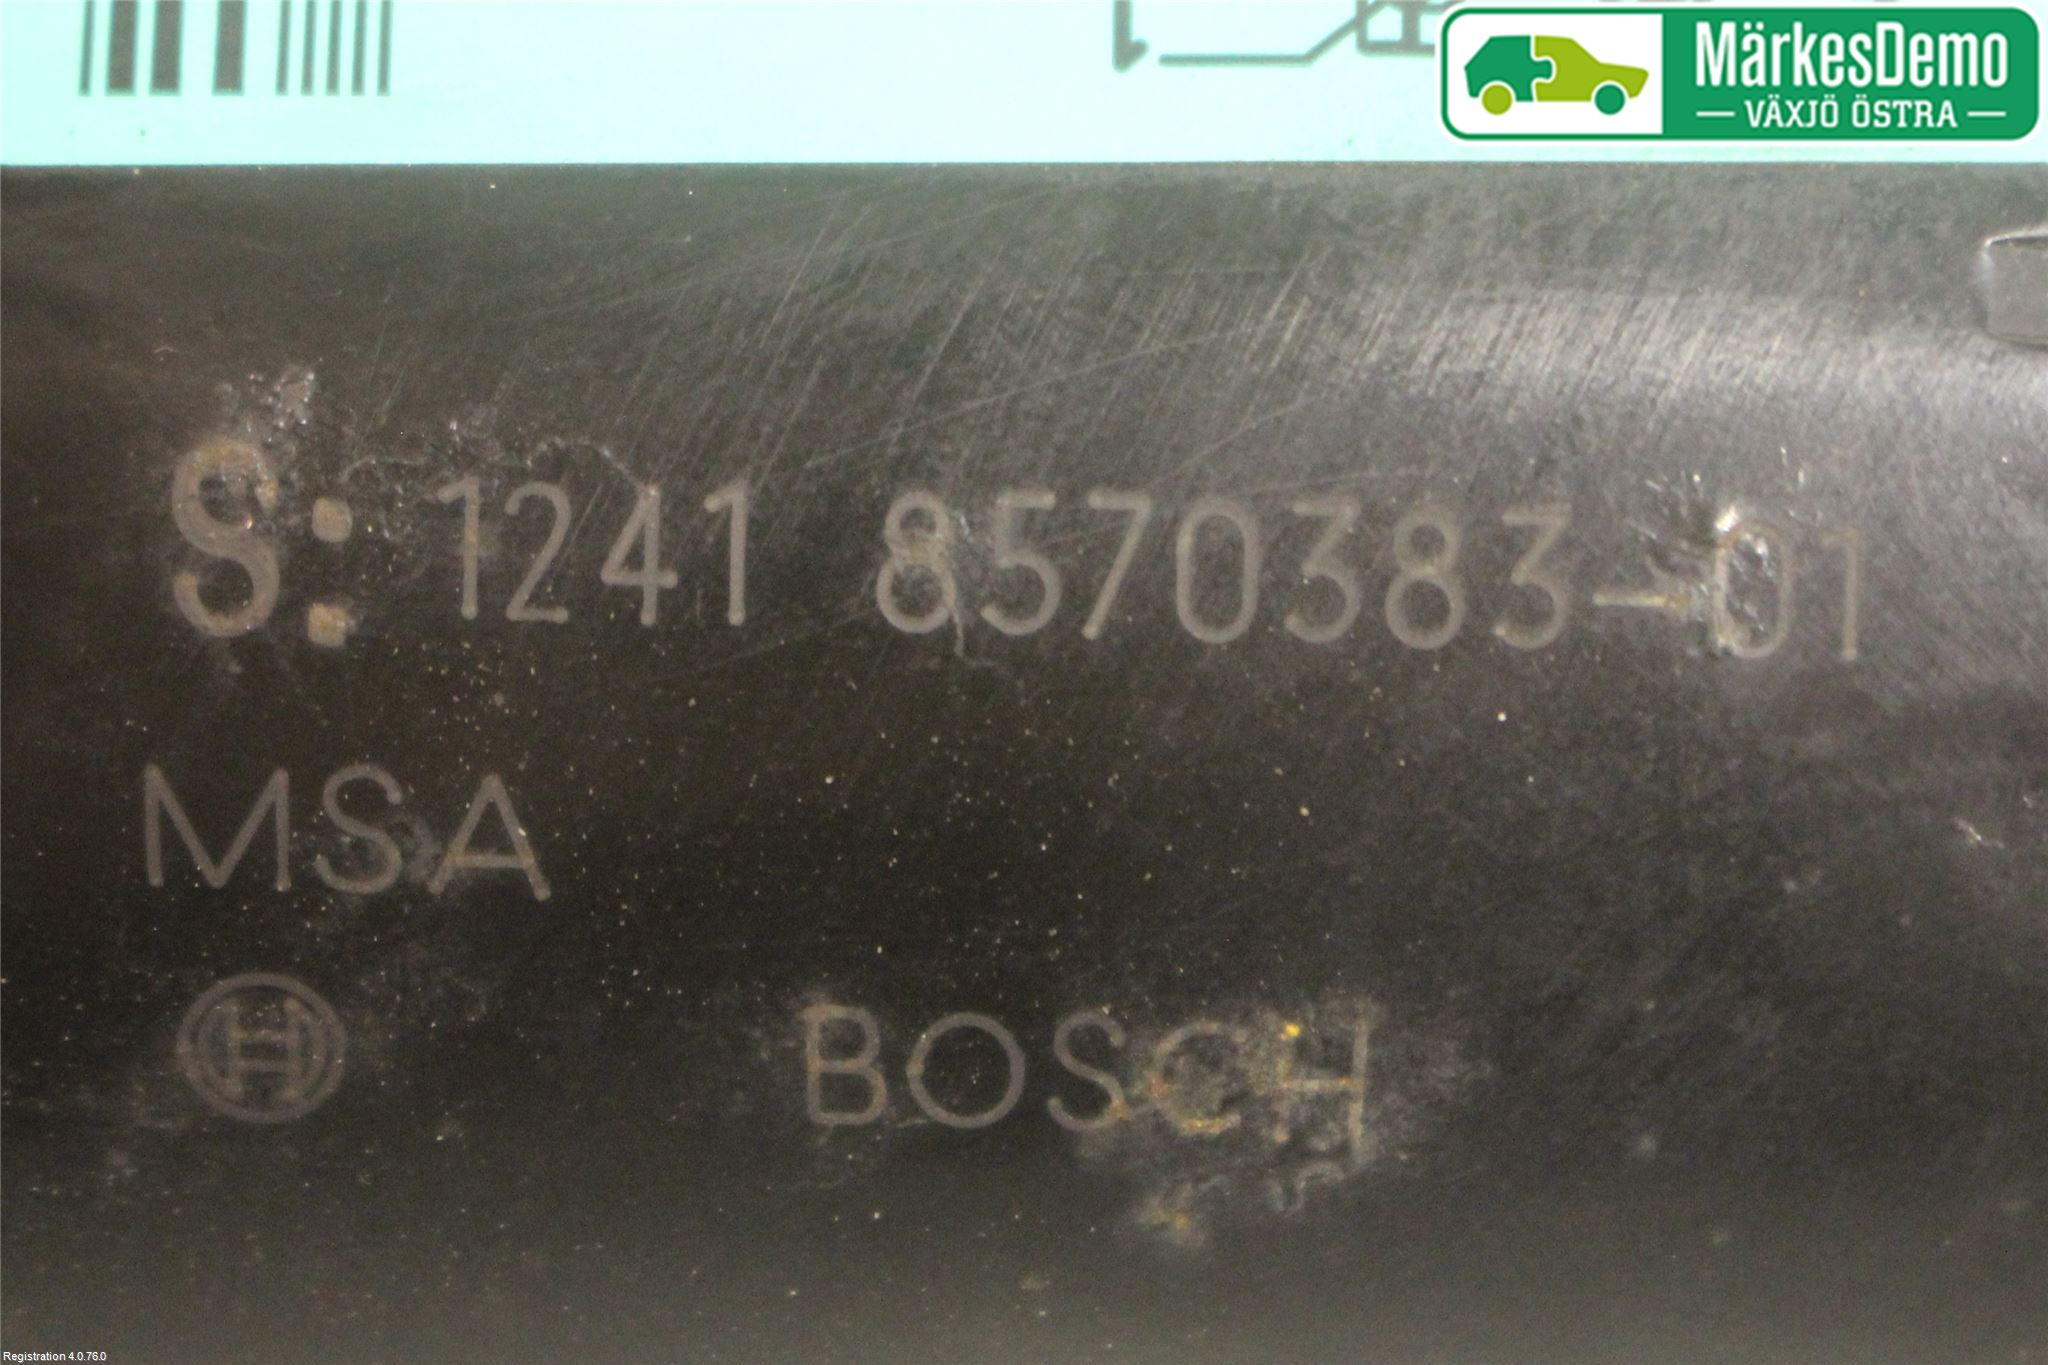 MärkesDemo
VÄXJÖ ÖSTRA
S: 1241 8570383-01
MSA
BOSCH
Registration 4.0.76.0